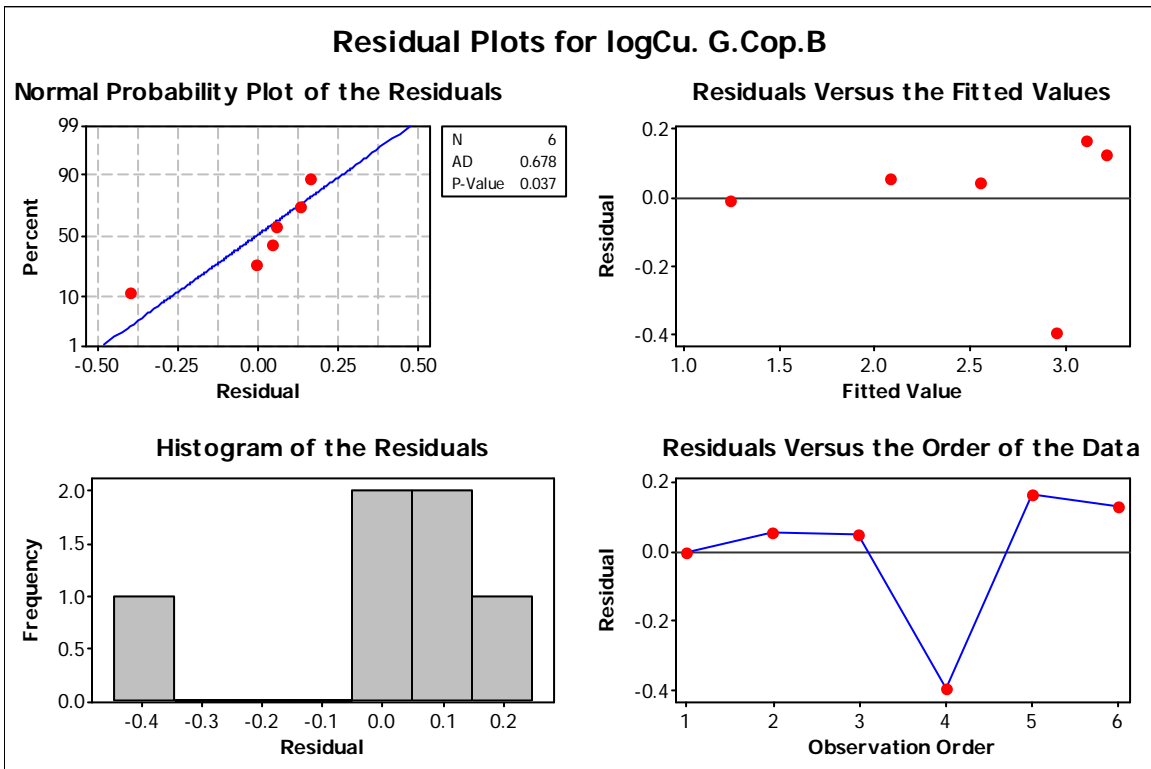 Residual Plots for logCu. G.Cop.B
Normal Probability Plot of the Residuals
99
90
50
10
1
Percent
-0.50 -0.25 0.00 0.25 0.50
Residual
N 6
AD 0.678
P-Value 0.037
Residuals Versus the Fitted Values
0.2
0.0
-0.2
-0.4
Residual
1.0 1.5 2.0 2.5 3.0
Fitted Value
Histogram of the Residuals
2.0
1.5
1.0
0.5
0.0
Frequency
-0.4 -0.3 -0.2 -0.1 0.0 0.1 0.2
Residual
Residuals Versus the Order of the Data
0.2
0.0
-0.2
-0.4
Residual
1 2 3 4 5 6
Observation Order